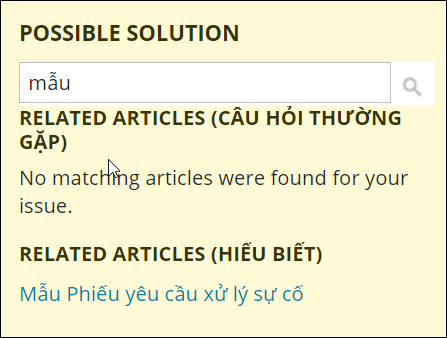 POSSIBLE SOLUTION
mẫu
RELATED ARTICLES (CÂU HỎI THƯỜNG
GẶP)
No matching articles were found for your
issue.
RELATED ARTICLES (HIẾU BIẾT)
Mẫu Phiếu yêu cầu xử lý sự cố